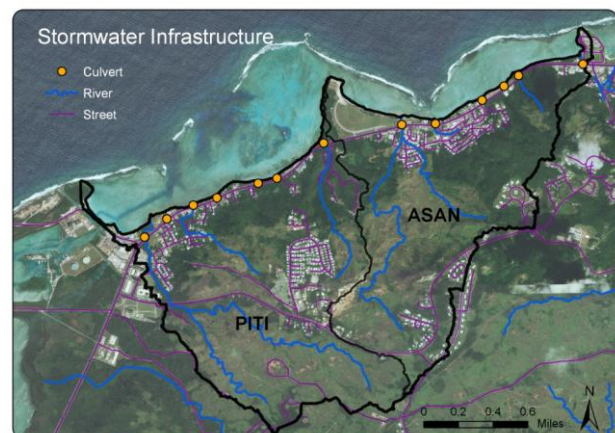 Stormwater Infrastructure
Culvert
River
Street
ASAN
PITI
N
0 0.2 0.4 0.6
Miles